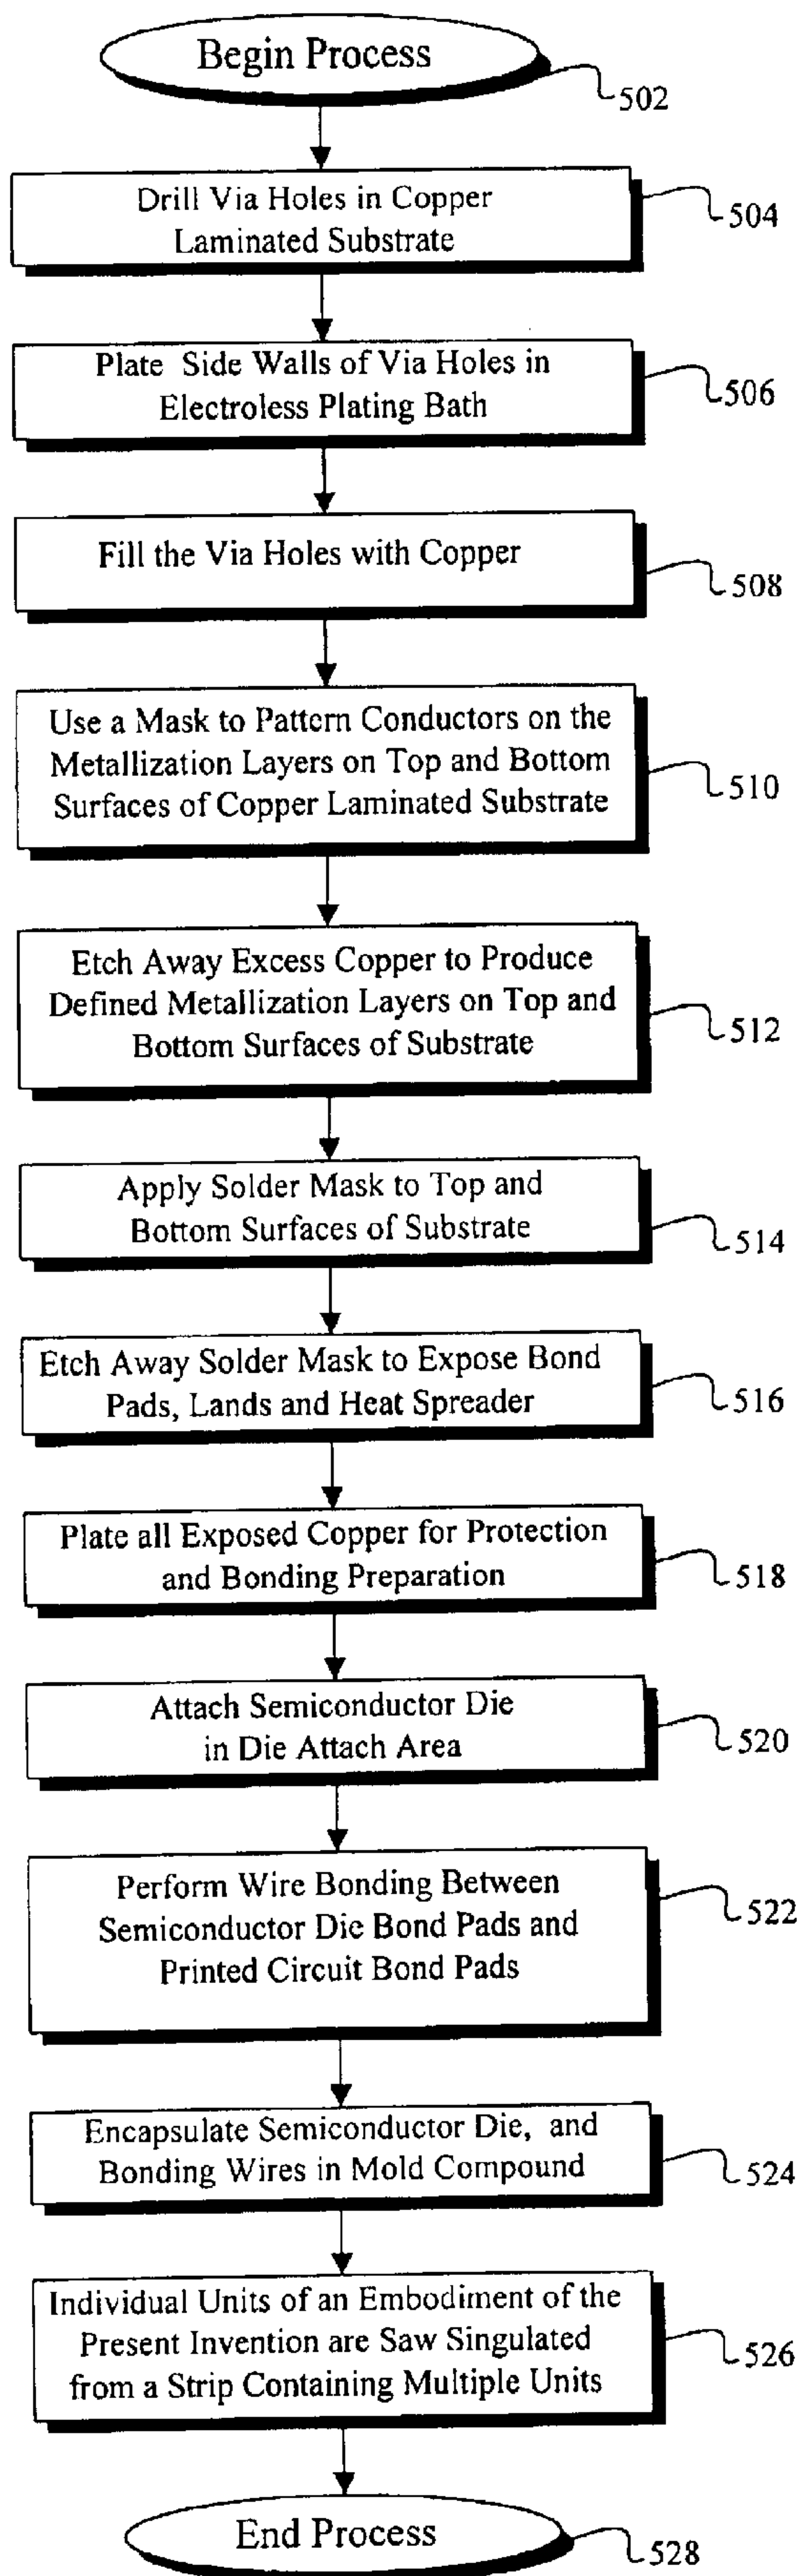 Begin Process
502
Drill Via Holes in Copper
Laminated Substrate
504
Plate Side Walls of Via Holes in
Electroless Plating Bath
506
Fill the Via Holes with Copper
508
Use a Mask to Pattern Conductors on the
Metallization Layers on Top and Bottom
Surfaces of Copper Laminated Substrate
510
Etch Away Excess Copper to Produce
Defined Metallization Layers on Top and
Bottom Surfaces of Substrate
512
Apply Solder Mask to Top and
Bottom Surfaces of Substrate
514
Etch Away Solder Mask to Expose Bond
Pads, Lands and Heat Spreader
516
Plate all Exposed Copper for Protection
and Bonding Preparation
518
Attach Semiconductor Die
in Die Attach Area
520
Perform Wire Bonding Between
Semiconductor Die Bond Pads and
Printed Circuit Bond Pads
522
Encapsulate Semiconductor Die, and
Bonding Wires in Mold Compound
524
Individual Units of an Embodiment of the
Present Invention are Saw Singulated
from a Strip Containing Multiple Units
526
End Process
528